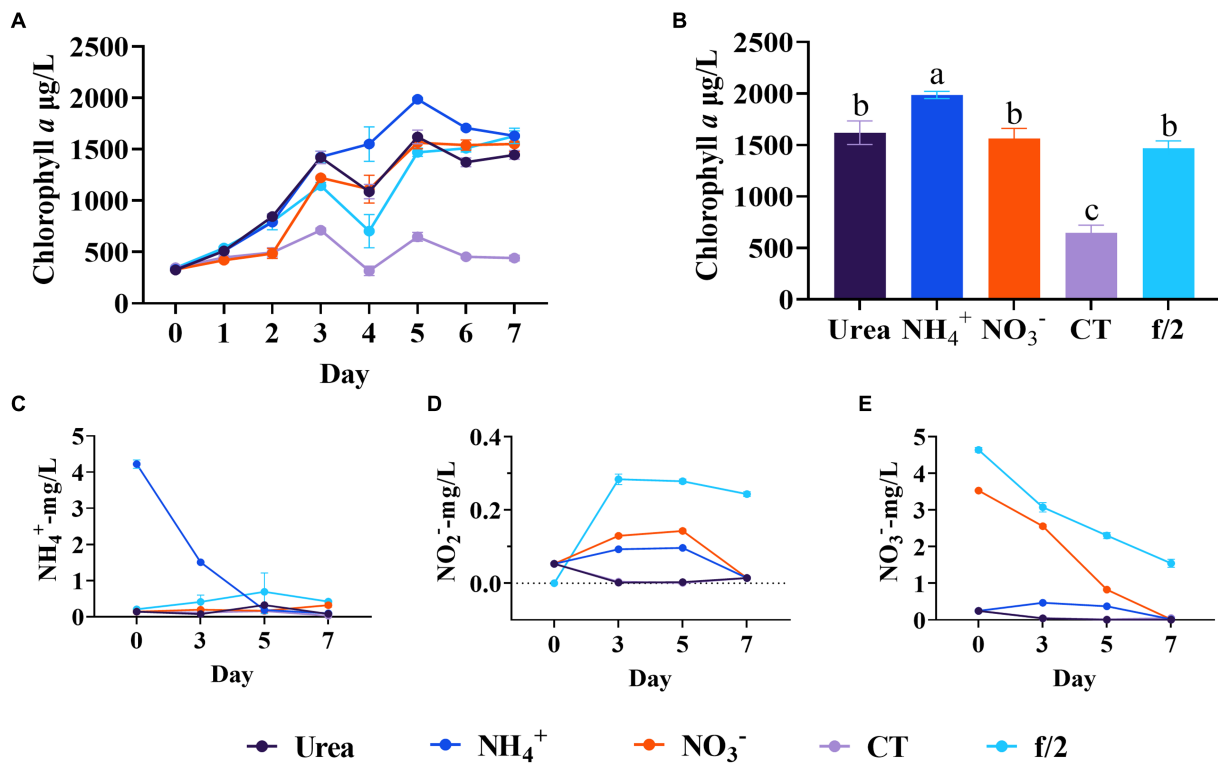 A
Chlorophyll a µg/L
2500
2000
1500
1000
500
0
0 1 2 3 4 5 6 7
Day
B
Chlorophyll a µg/L
2500
2000
1500
1000
500
0
b a b c b
Urea NH₄⁺ NO₃⁻ CT f/2
C
NH₄⁺-mg/L
5
4
3
2
1
0
0 3 5 7
Day
D
NO₂⁻-mg/L
0.4
0.2
0.0
0 3 5 7
Day
E
NO₃⁻-mg/L
5
4
3
2
1
0
0 3 5 7
Day
Urea NH₄⁺ NO₃⁻ CT f/2